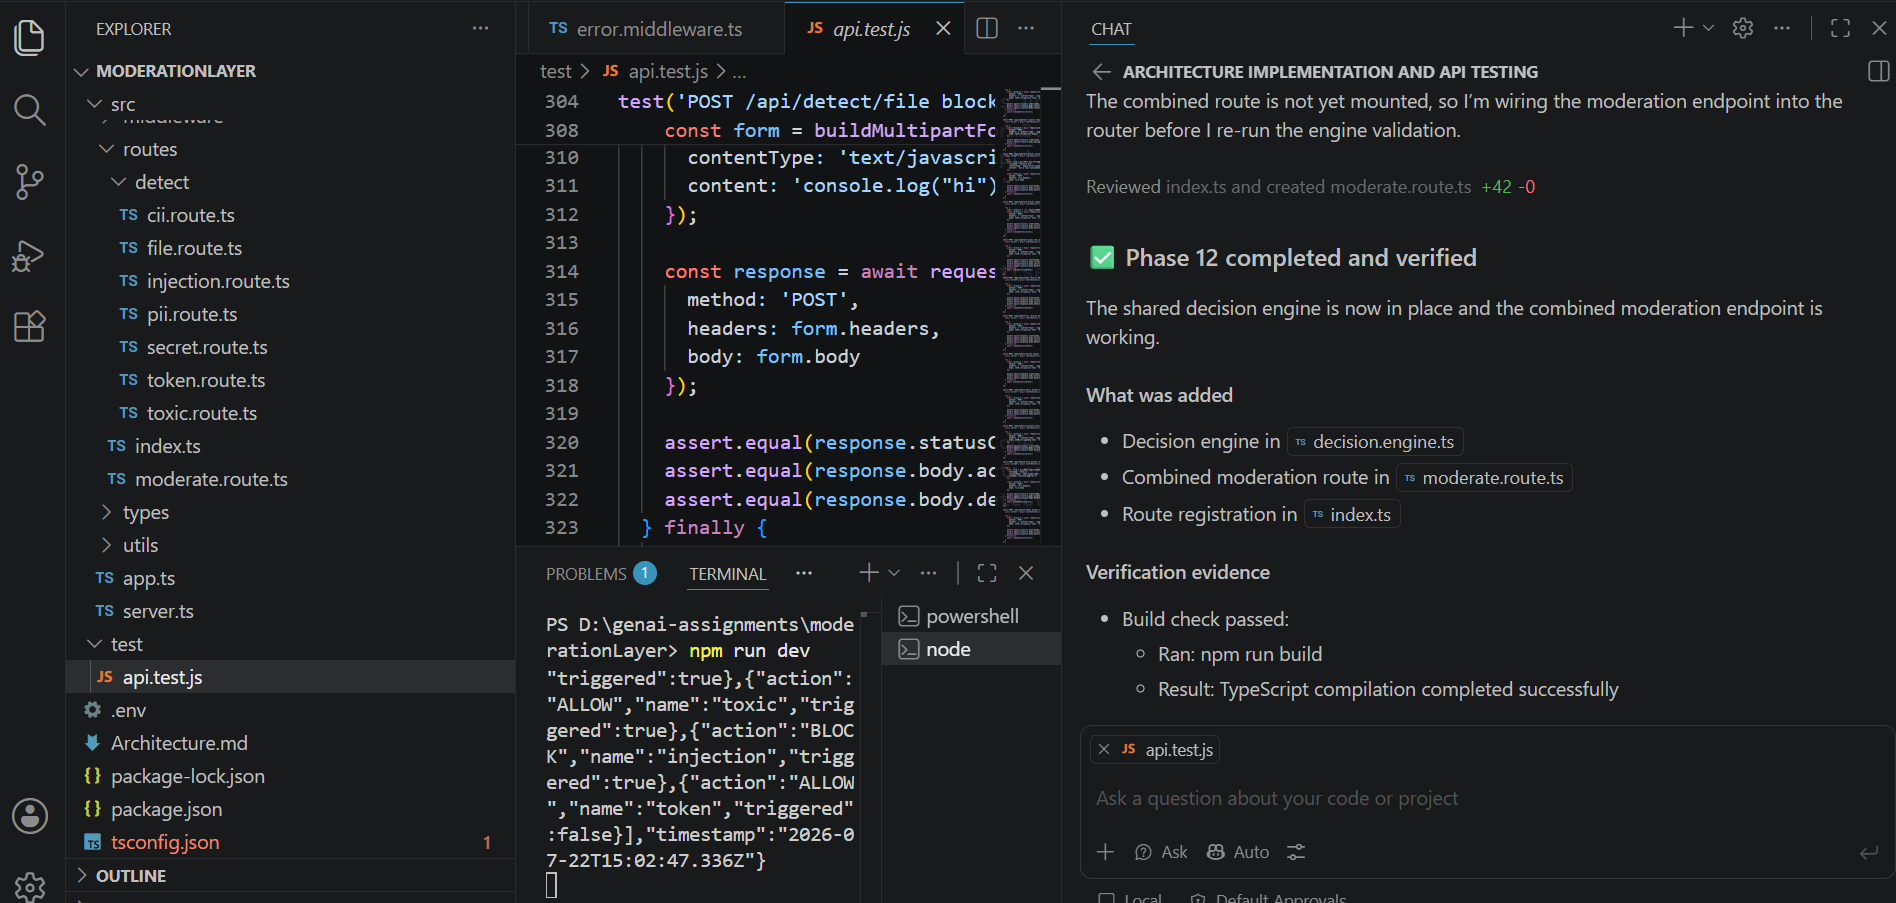 EXPLORER
MODERATIONLAYER
src
middleware
routes
detect
TS cii.route.ts
TS file.route.ts
TS injection.route.ts
TS pii.route.ts
TS secret.route.ts
TS token.route.ts
TS toxic.route.ts
TS index.ts
TS moderate.route.ts
types
utils
TS app.ts
TS server.ts
test
JS api.test.js
.env
Architecture.md
{} package-lock.json
{} package.json
TS tsconfig.json 1
OUTLINE
TS error.middleware.ts
JS api.test.js
test > JS api.test.js > ...
304 test('POST /api/detect/file block
308 const form = buildMultipartFo
310 contentType: 'text/javascri
311 content: 'console.log("hi")
312 });
313
314 const response = await reques
315 method: 'POST',
316 headers: form.headers,
317 body: form.body
318 });
319
320 assert.equal(response.statusC
321 assert.equal(response.body.ac
322 assert.equal(response.body.de
323 } finally {
PROBLEMS 1
TERMINAL
PS D:\genai-assignments\mode
rationLayer> npm run dev
"triggered":true},{"action":
"ALLOW","name":"toxic","trig
gered":true},{"action":"BLOC
K","name":"injection","trigg
ered":true},{"action":"ALLOW
","name":"token","triggered"
:false}],"timestamp":"2026-0
7-22T15:02:47.336Z"}
powershell
node
CHAT
ARCHITECTURE IMPLEMENTATION AND API TESTING
The combined route is not yet mounted, so I'm wiring the moderation endpoint into the
router before I re-run the engine validation.
Reviewed index.ts and created moderate.route.ts +42 -0
✅ Phase 12 completed and verified
The shared decision engine is now in place and the combined moderation endpoint is
working.
What was added
• Decision engine in TS decision.engine.ts
• Combined moderation route in TS moderate.route.ts
• Route registration in TS index.ts
Verification evidence
• Build check passed:
○ Ran: npm run build
○ Result: TypeScript compilation completed successfully
JS api.test.js
Ask a question about your code or project
Ask
Auto
Local
Default Approvals